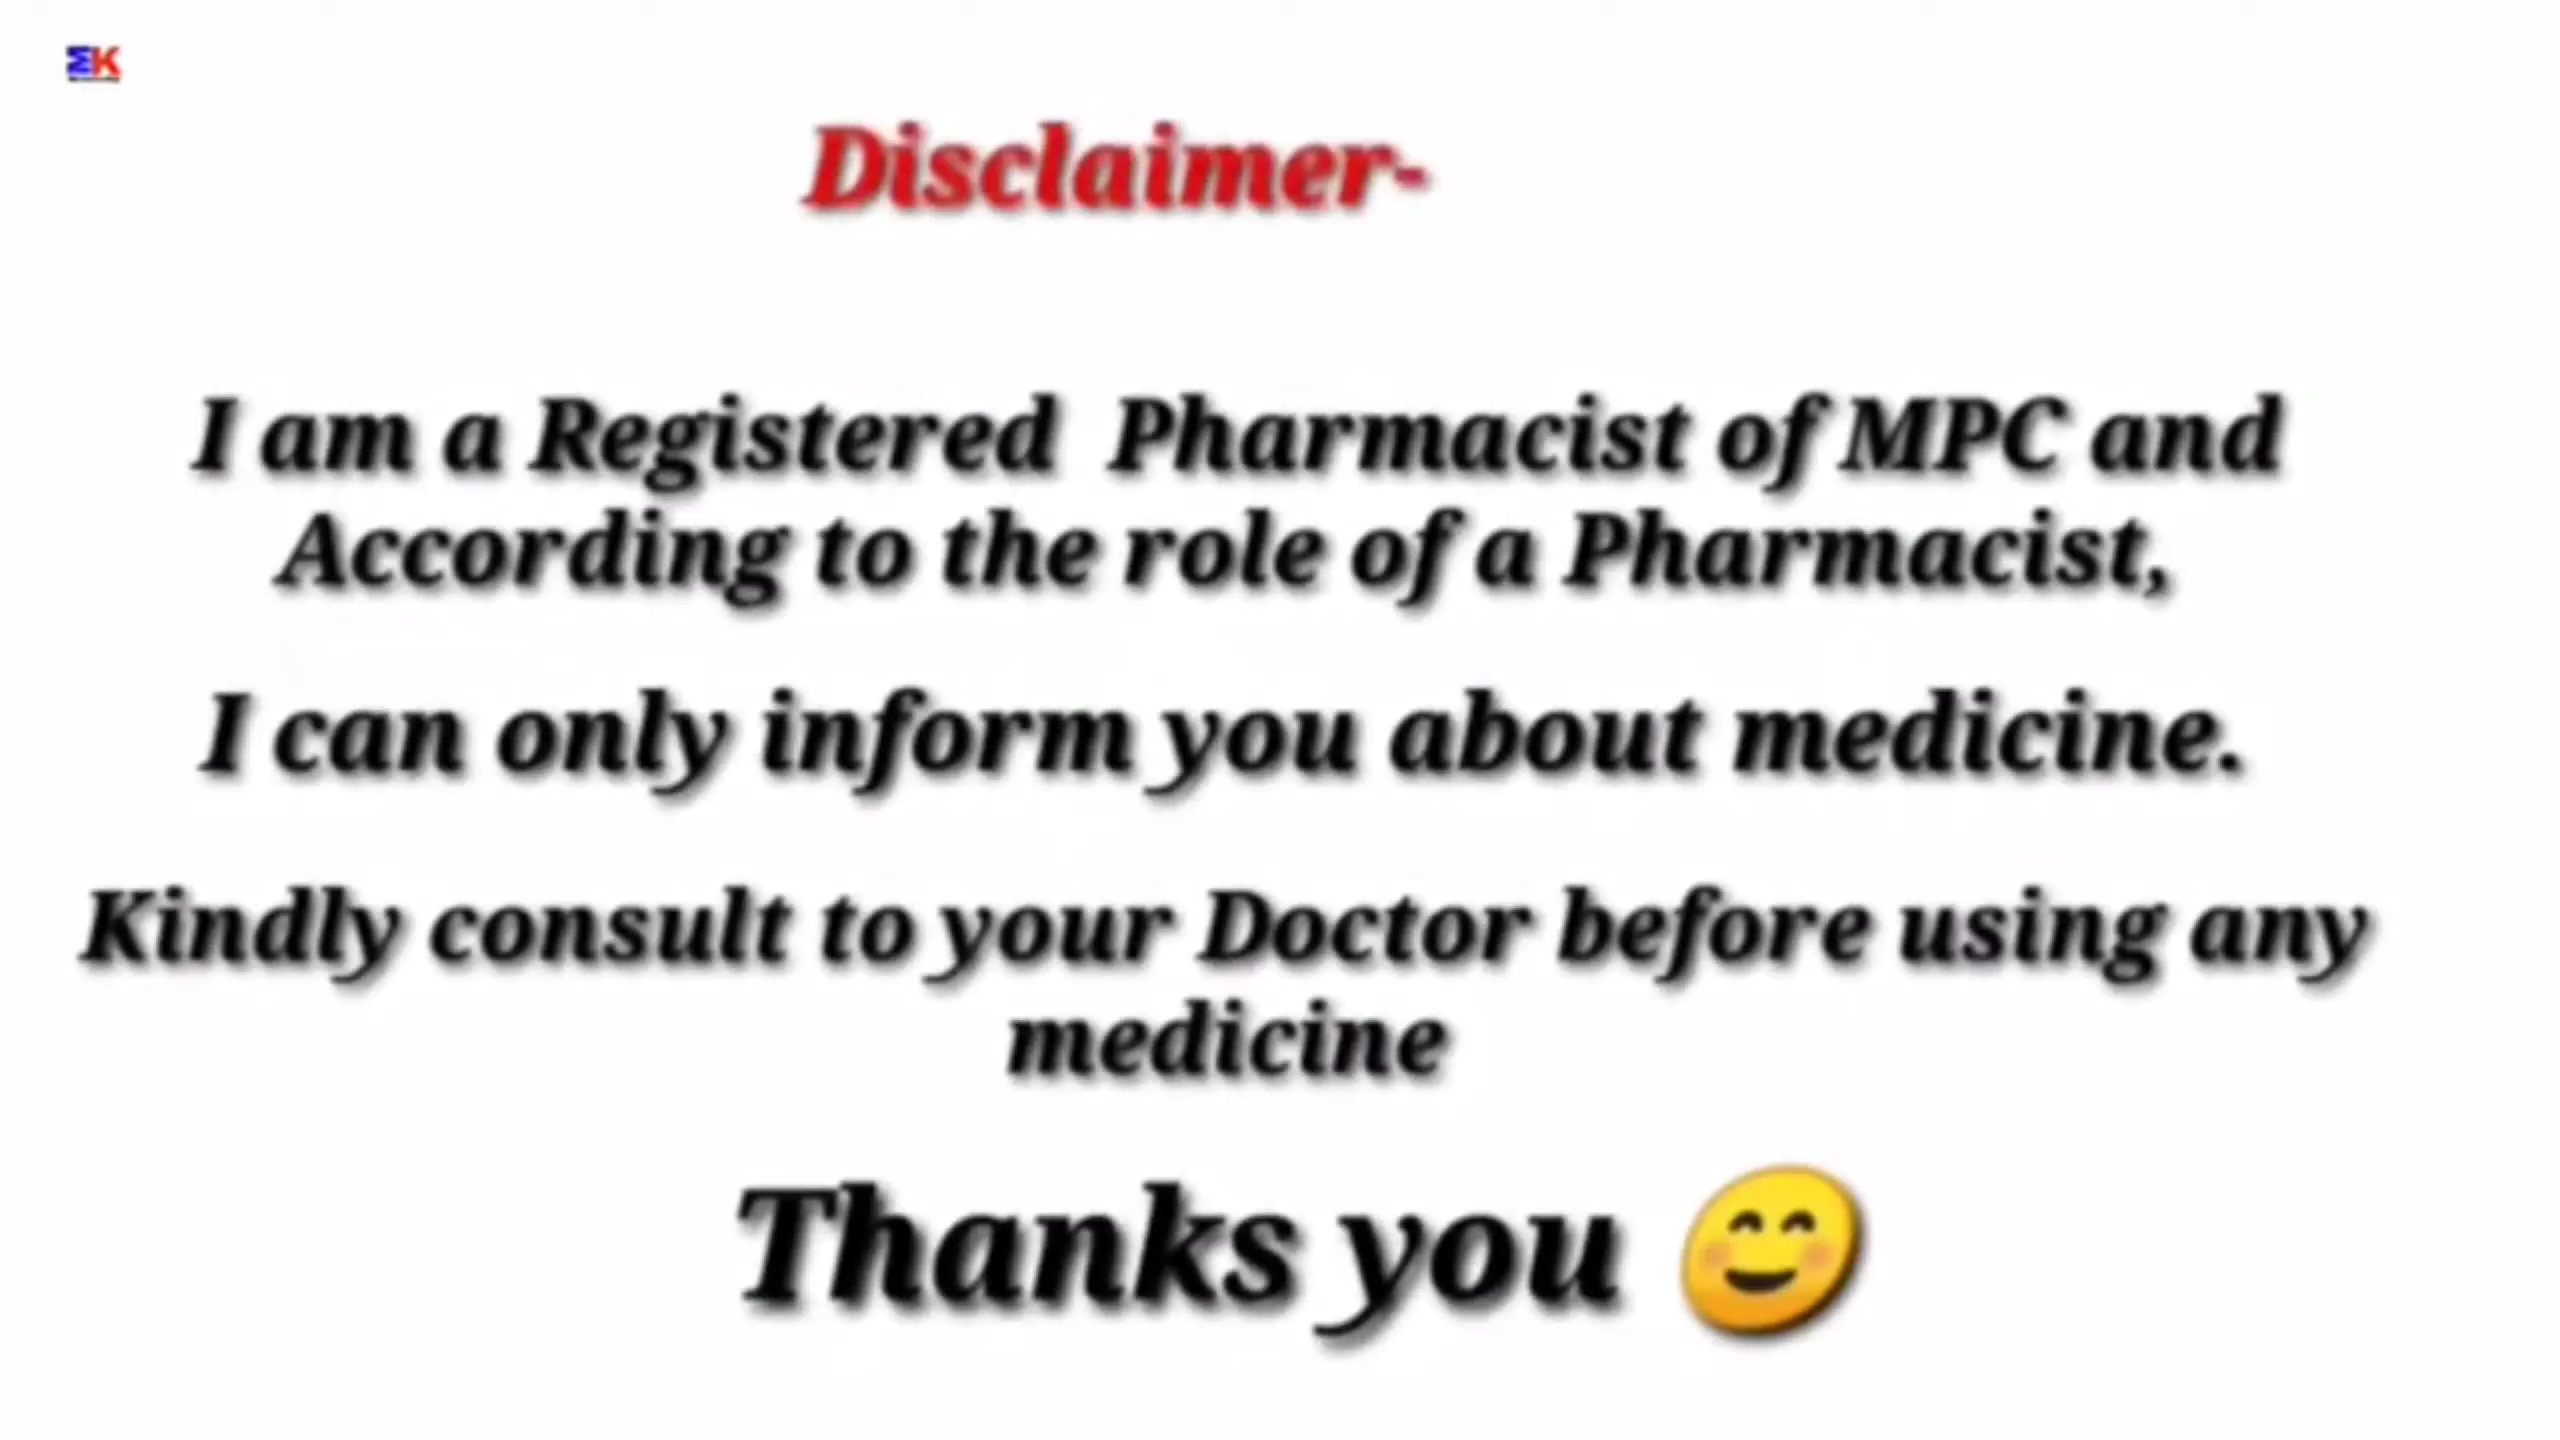 MK
Disclaimer-
I am a Registered Pharmacist of MPC and
According to the role of a Pharmacist,
I can only inform you about medicine.
Kindly consult to your Doctor before using any
medicine
Thanks you 😊